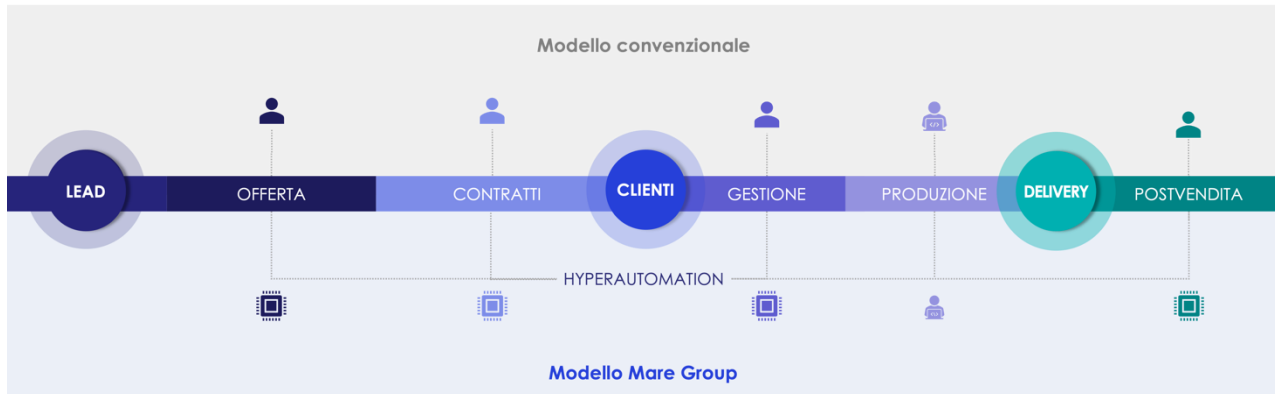 Modello convenzionale
LEAD
OFFERTA
CONTRATTI
CLIENTI
GESTIONE
PRODUZIONE
DELIVERY
POSTVENDITA
HYPERAUTOMATION
Modello Mare Group